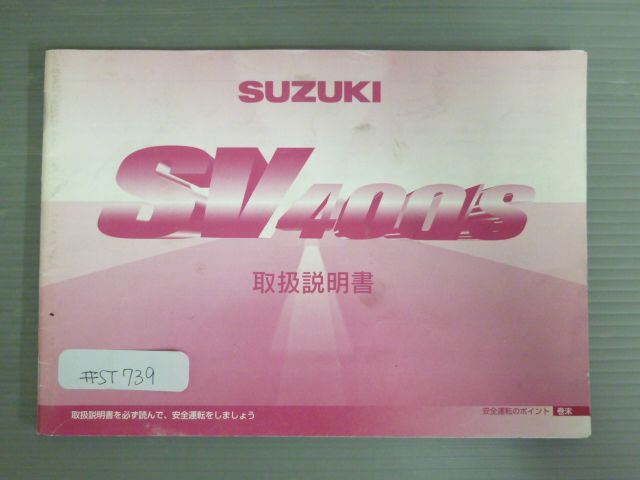 SUZUKI
SV400S
取扱説明書
#ST739
取扱説明書を必ず読んで、安全運転をしましょう
安全運転のポイント 巻末